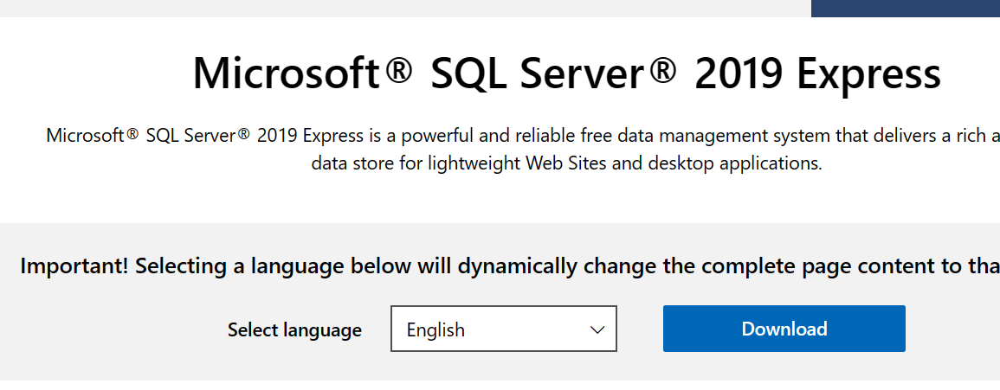 Microsoft® SQL Server® 2019 Express
Microsoft® SQL Server® 2019 Express is a powerful and reliable free data management system that delivers a rich a
data store for lightweight Web Sites and desktop applications.
Important! Selecting a language below will dynamically change the complete page content to tha
Select language English Download